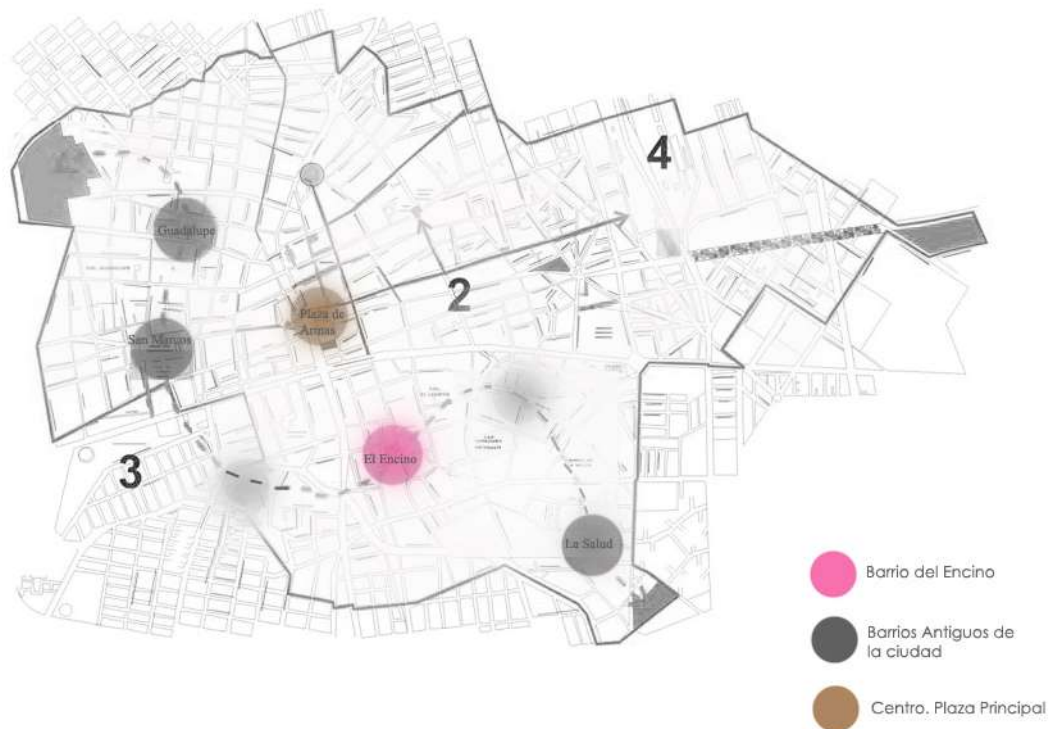 4
Guadalupe
2
Plaza de
Armas
San Marcos
El Encino
3
La Salud
Barrio del Encino
Barrios Antiguos de
la ciudad
Centro. Plaza Principal